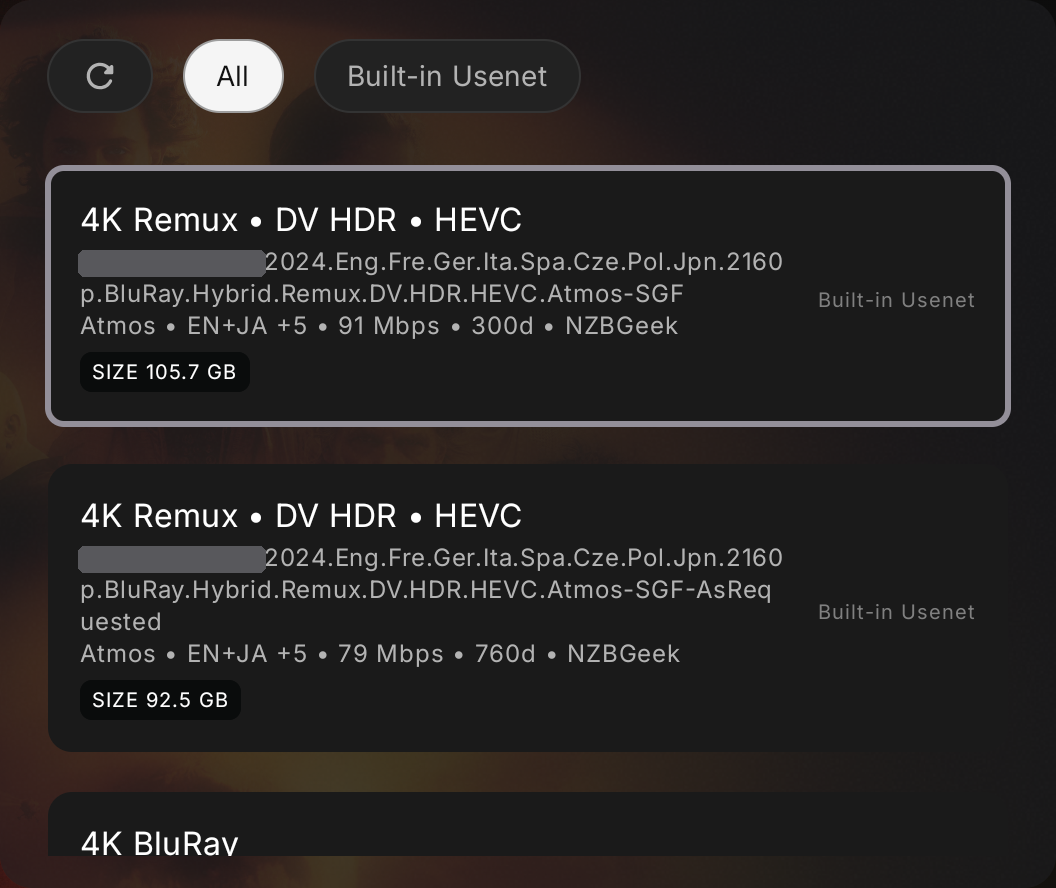 All
Built-in Usenet
4K Remux • DV HDR • HEVC
2024.Eng.Fre.Ger.Ita.Spa.Cze.Pol.Jpn.2160
p.BluRay.Hybrid.Remux.DV.HDR.HEVC.Atmos-SGF
Built-in Usenet
Atmos • EN+JA +5 • 91 Mbps • 300d • NZBGeek
SIZE 105.7 GB
4K Remux • DV HDR • HEVC
2024.Eng.Fre.Ger.Ita.Spa.Cze.Pol.Jpn.2160
p.BluRay.Hybrid.Remux.DV.HDR.HEVC.Atmos-SGF-AsReq
uested
Built-in Usenet
Atmos • EN+JA +5 • 79 Mbps • 760d • NZBGeek
SIZE 92.5 GB
4K BluRay